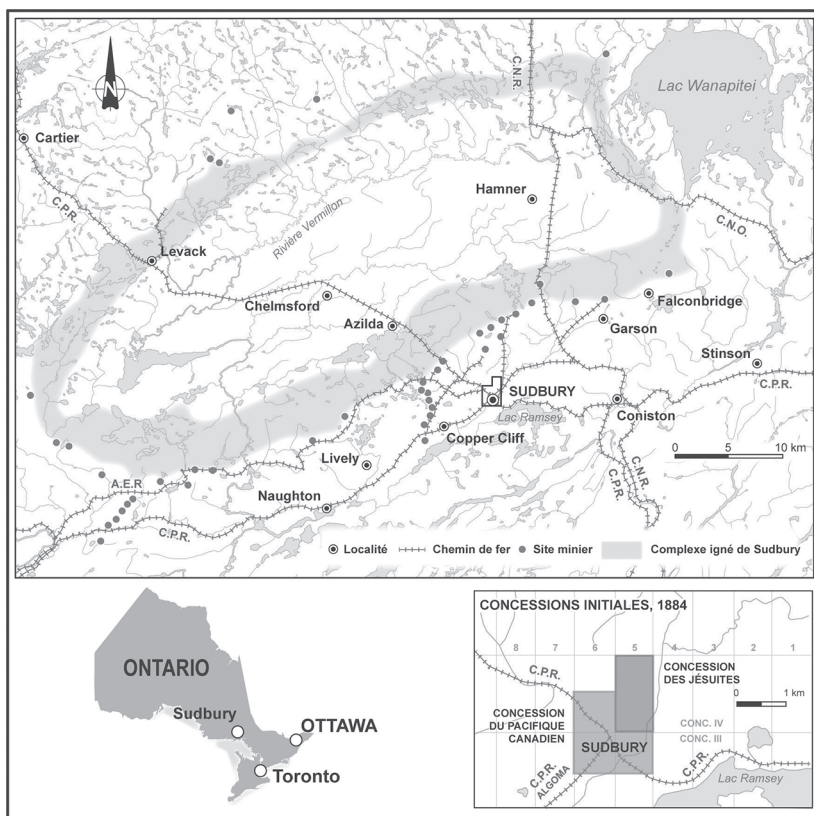 C.N.R.
Lac Wanapitei
N
Cartier
Hamner
C.P.R.
Rivière Vermillon
C.N.O.
Levack
Chelmsford
Falconbridge
Azilda
Garson
Stinson
SUDBURY
C.P.R.
Lac Ramsey
Coniston
Copper Cliff
0 10 km
Lively
A.E.R
C.N.R.
C.P.R.
Naughton
C.P.R.
Localité
Chemin de fer
Site minier
Complexe igné de Sudbury
ONTARIO
Sudbury
OTTAWA
Toronto
CONCESSIONS INITIALES, 1884
8 7 6 5 4 3 2 1
C.P.R.
CONCESSION
DES JÉSUITES
0 1 km
CONCESSION
DU PACIFIQUE
CANADIEN
CONC. IV
CONC. III
SUDBURY
C.P.R.
ALGOMA
C.P.R.
Lac Ramsey